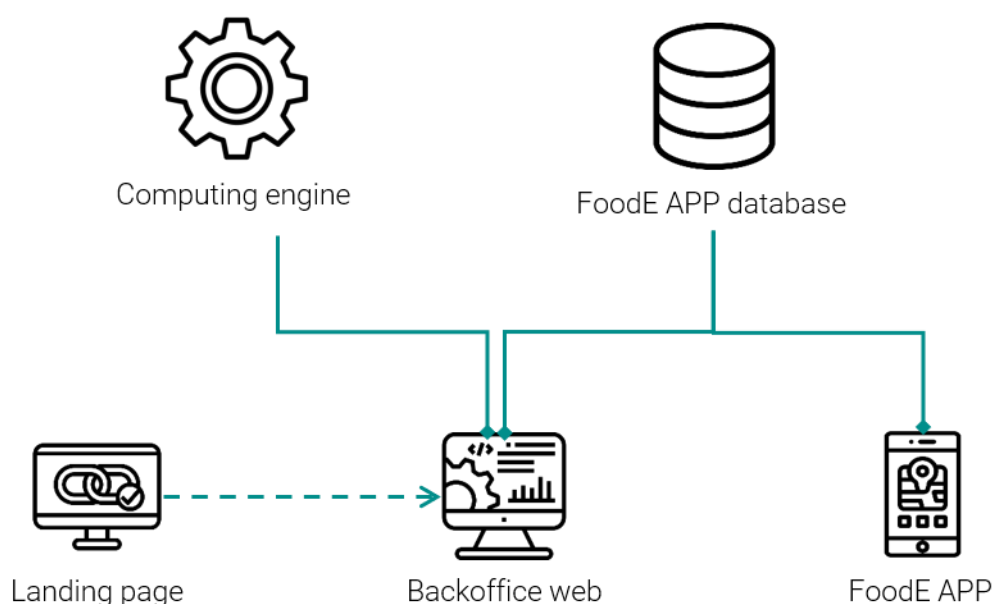 Computing engine
FoodE APP database
Landing page
Backoffice web
FoodE APP